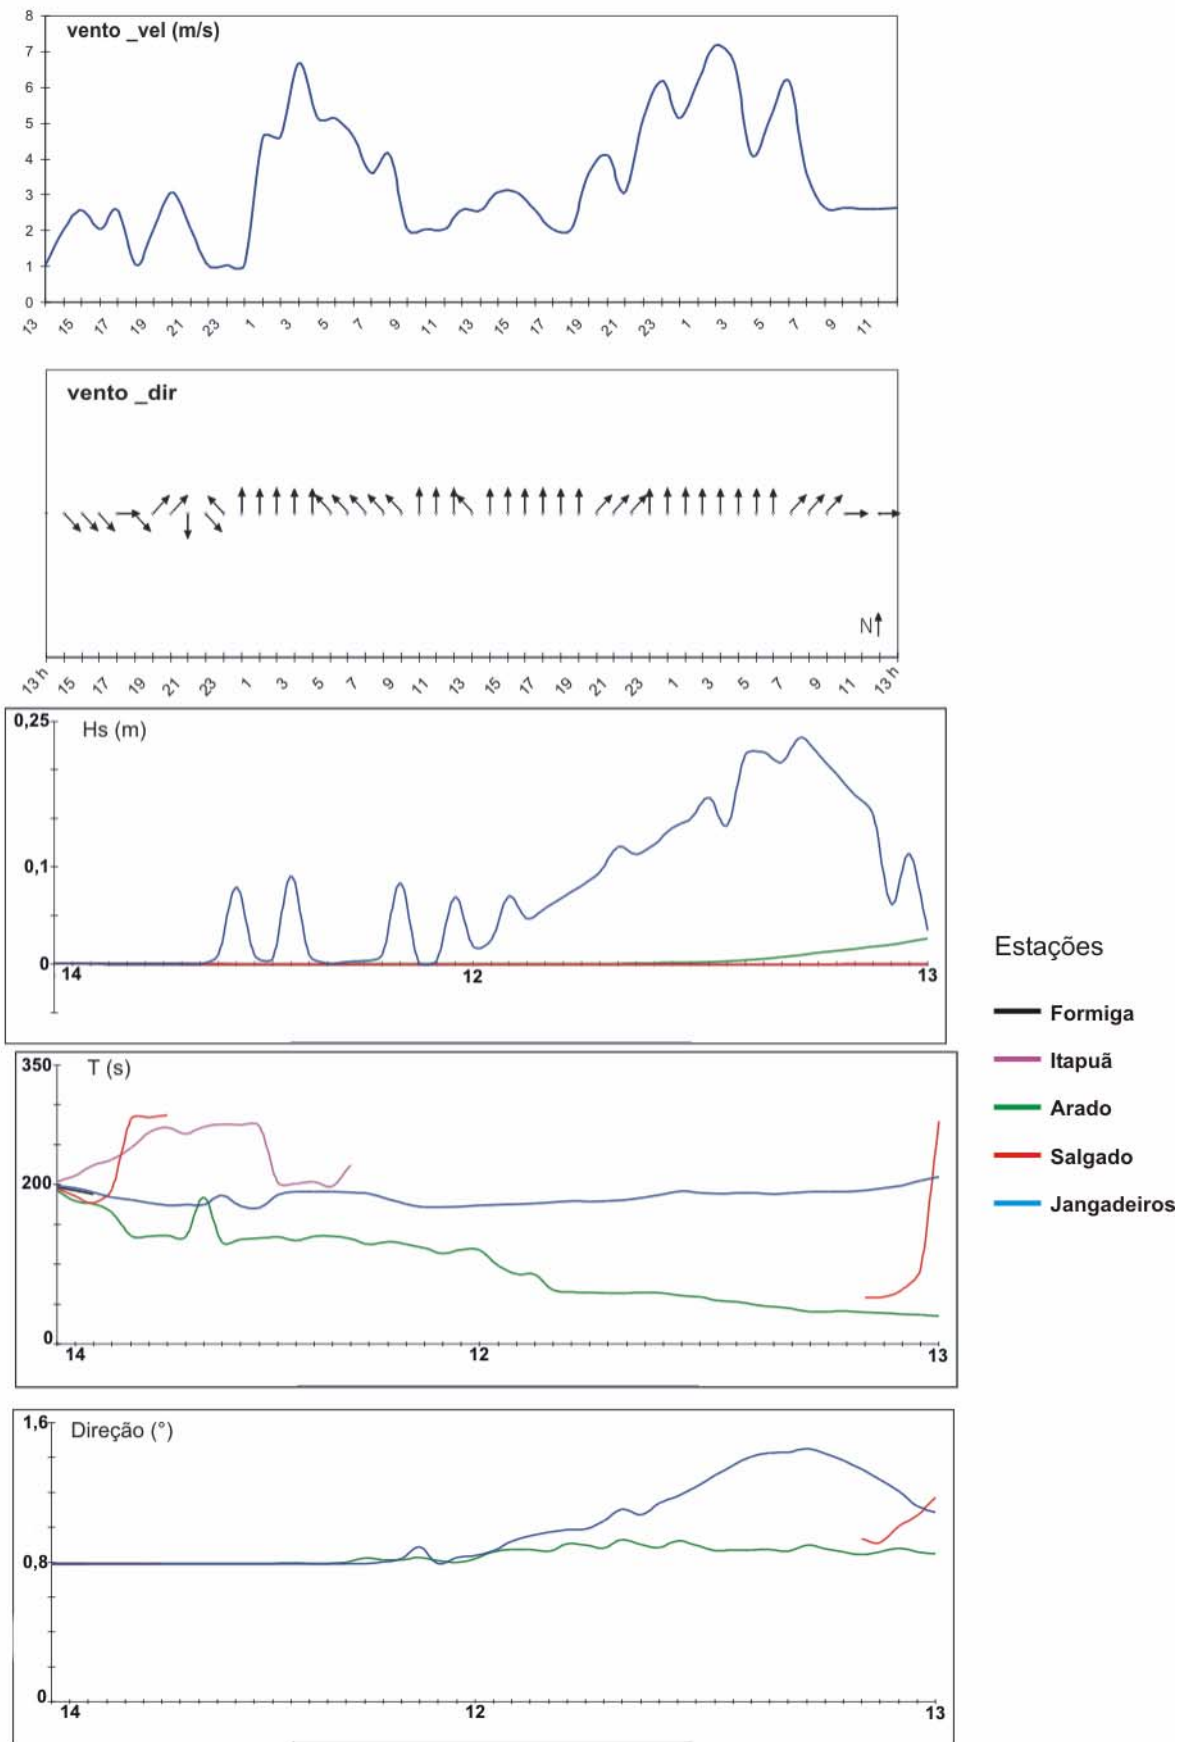 vento _vel (m/s)
8
7
6
5
4
3
2
1
0
13 15 17 19 21 23 1 3 5 7 9 11 13 15 17 19 21 23 1 3 5 7 9 11
vento _dir
N
13 h 15 17 19 21 23 1 3 5 7 9 11 13 15 17 19 21 23 1 3 5 7 9 11 13 h
Hs (m)
0,25
0,1
0
14 12 13
T (s)
350
200
0
14 12 13
Direção (°)
1,6
0,8
0
14 12 13
Estações
Formiga
Itapuã
Arado
Salgado
Jangadeiros